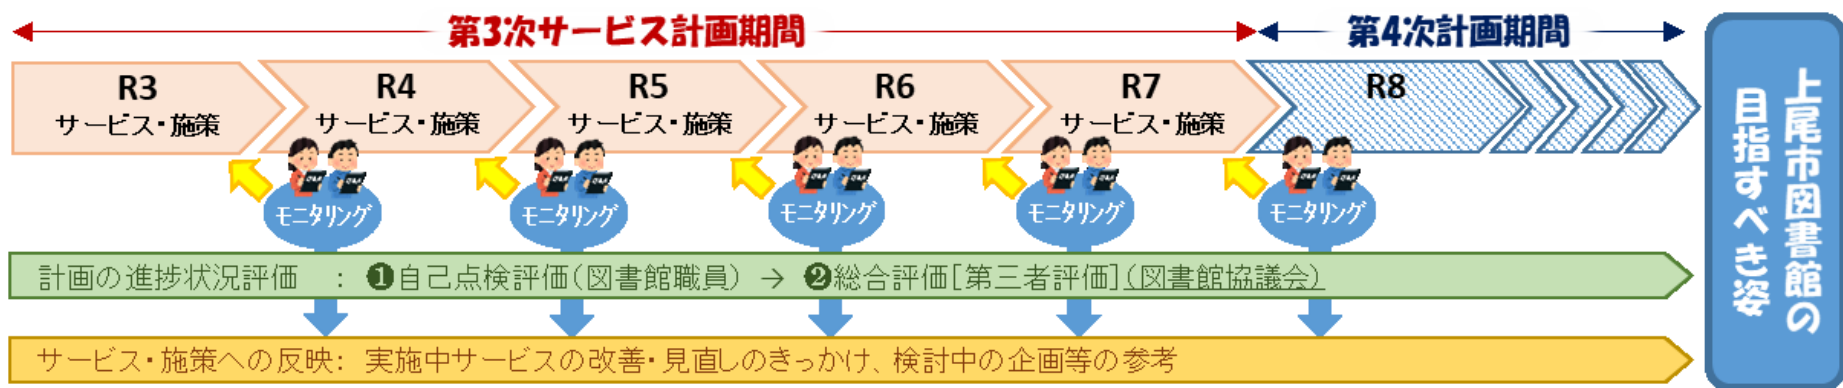 第3次サービス計画期間
第4次計画期間
R3
サービス・施策
R4
サービス・施策
R5
サービス・施策
R6
サービス・施策
R7
サービス・施策
R8
モニタリング
モニタリング
モニタリング
モニタリング
モニタリング
計画の進捗状況評価 : ❶自己点検評価(図書館職員) → ❷総合評価[第三者評価](図書館協議会)
サービス・施策への反映: 実施中サービスの改善・見直しのきっかけ、検討中の企画等の参考
上尾市図書館の
目指すべき姿